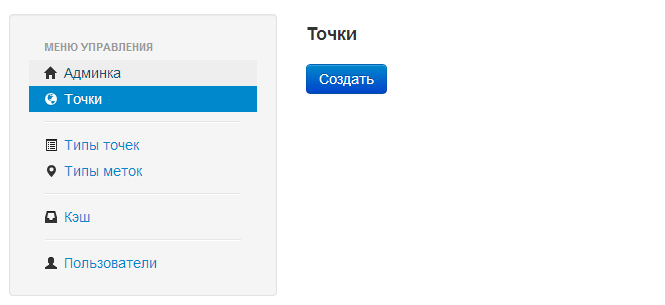 МЕНЮ УПРАВЛЕНИЯ
Админка
Точки
Типы точек
Типы меток
Кэш
Пользователи
Точки
Создать